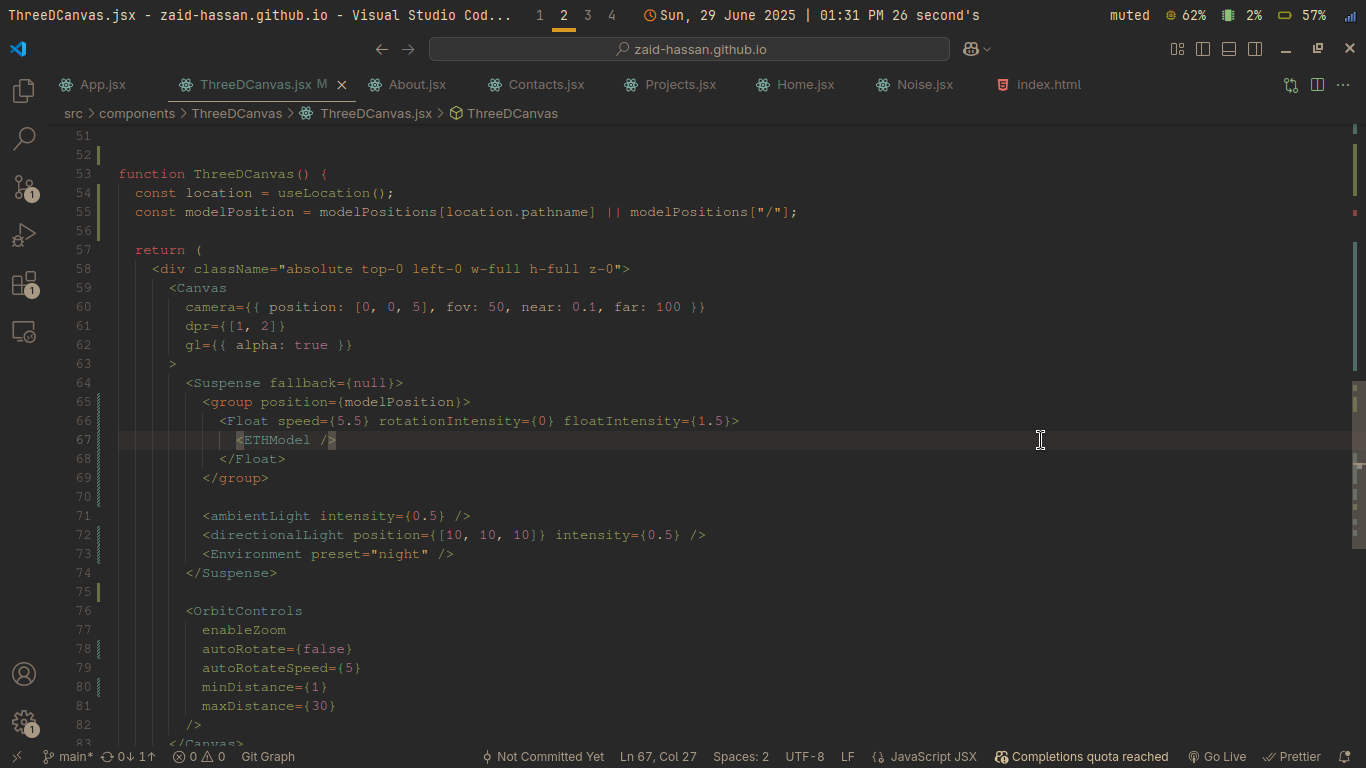 ThreeDCanvas.jsx - zaid-hassan.github.io - Visual Studio Cod... 1 2 3 4 Sun, 29 June 2025 | 01:31 PM 26 second's muted 62% 2% 57%
zaid-hassan.github.io
App.jsx ThreeDCanvas.jsx M About.jsx Contacts.jsx Projects.jsx Home.jsx Noise.jsx index.html
src > components > ThreeDCanvas > ThreeDCanvas.jsx > ThreeDCanvas
51
52
53 function ThreeDCanvas() {
54 const location = useLocation();
55 const modelPosition = modelPositions[location.pathname] || modelPositions["/"];
56
57 return (
58 <div className="absolute top-0 left-0 w-full h-full z-0">
59 <Canvas
60 camera={{ position: [0, 0, 5], fov: 50, near: 0.1, far: 100 }}
61 dpr={[1, 2]}
62 gl={{ alpha: true }}
63 >
64 <Suspense fallback={null}>
65 <group position={modelPosition}>
66 <Float speed={5.5} rotationIntensity={0} floatIntensity={1.5}>
67 <ETHModel />
68 </Float>
69 </group>
70
71 <ambientLight intensity={0.5} />
72 <directionalLight position={[10, 10, 10]} intensity={0.5} />
73 <Environment preset="night" />
74 </Suspense>
75
76 <OrbitControls
77 enableZoom
78 autoRotate={false}
79 autoRotateSpeed={5}
80 minDistance={1}
81 maxDistance={30}
82 />
83 </Canvas>
1
1
1
main* 0↓ 1↑ 0 0 Git Graph Not Committed Yet Ln 67, Col 27 Spaces: 2 UTF-8 LF {} JavaScript JSX Completions quota reached Go Live Prettier